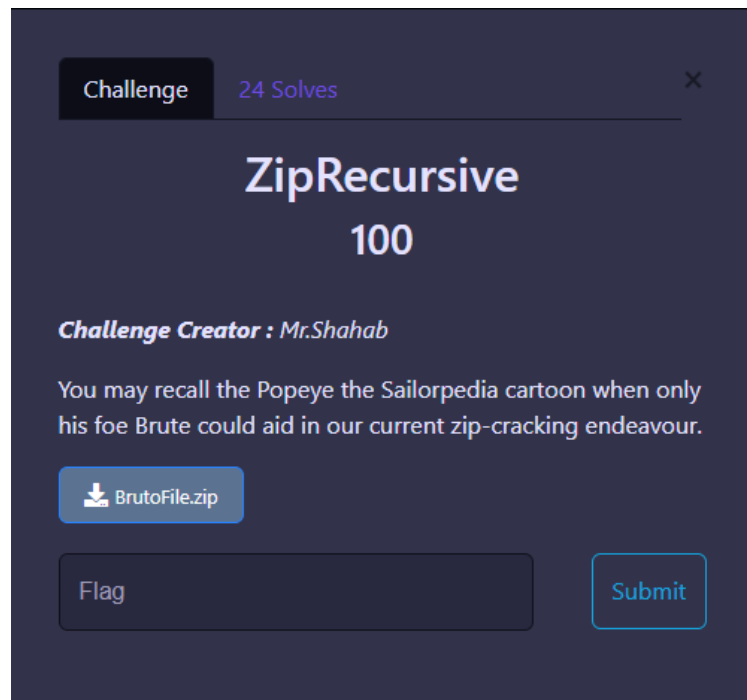 Challenge
24 Solves
×
ZipRecursive
100
Challenge Creator : Mr.Shahab
You may recall the Popeye the Sailorpedia cartoon when only
his foe Brute could aid in our current zip-cracking endeavour.
BrutoFile.zip
Flag
Submit